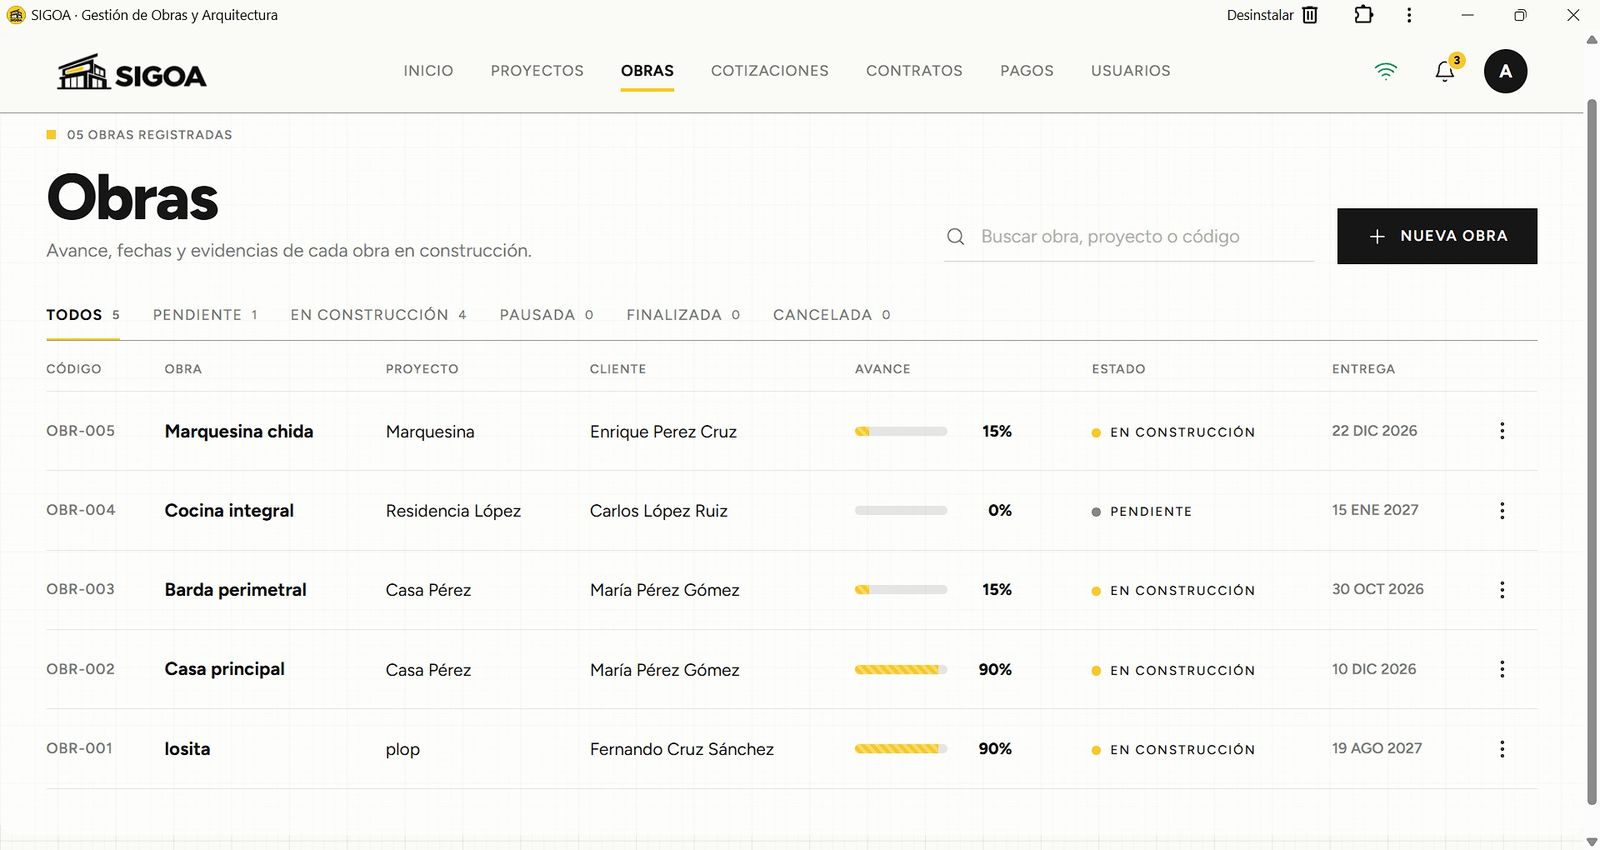 SIGOA · Gestión de Obras y Arquitectura
Desinstalar
SIGOA
INICIO PROYECTOS OBRAS COTIZACIONES CONTRATOS PAGOS USUARIOS
3
A
05 OBRAS REGISTRADAS
Obras
Avance, fechas y evidencias de cada obra en construcción.
Buscar obra, proyecto o código
+ NUEVA OBRA
TODOS 5 PENDIENTE 1 EN CONSTRUCCIÓN 4 PAUSADA 0 FINALIZADA 0 CANCELADA 0
CÓDIGO OBRA PROYECTO CLIENTE AVANCE ESTADO ENTREGA
OBR-005 Marquesina chida Marquesina Enrique Perez Cruz 15% EN CONSTRUCCIÓN 22 DIC 2026
OBR-004 Cocina integral Residencia López Carlos López Ruiz 0% PENDIENTE 15 ENE 2027
OBR-003 Barda perimetral Casa Pérez María Pérez Gómez 15% EN CONSTRUCCIÓN 30 OCT 2026
OBR-002 Casa principal Casa Pérez María Pérez Gómez 90% EN CONSTRUCCIÓN 10 DIC 2026
OBR-001 losita plop Fernando Cruz Sánchez 90% EN CONSTRUCCIÓN 19 AGO 2027